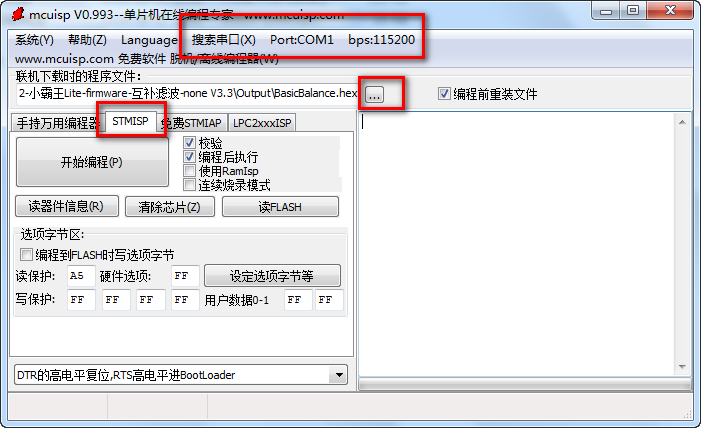 mcuisp V0.993--单片机在线编程专家 - www.mcuisp.com
系统(Y) 帮助(Z) Language 搜索串口(X) Port:COM1 bps:115200
www.mcuisp.com 免费软件 脱机/离线编程器(W)
联机下载时的程序文件:
2-小霸王Lite-firmware-互补滤波-none V3.3\Output\BasicBalance.hex ... 编程前重装文件
手持万用编程器 STMISP 免费STMIAP LPC2xxxISP
开始编程(P)
校验
编程后执行
使用RamIsp
连续烧录模式
读器件信息(R) 清除芯片(Z) 读FLASH
选项字节区:
编程到FLASH时写选项字节
读保护: A5 硬件选项: FF 设定选项字节等
写保护: FF FF FF FF 用户数据0-1 FF FF
DTR的高电平复位,RTS高电平进BootLoader